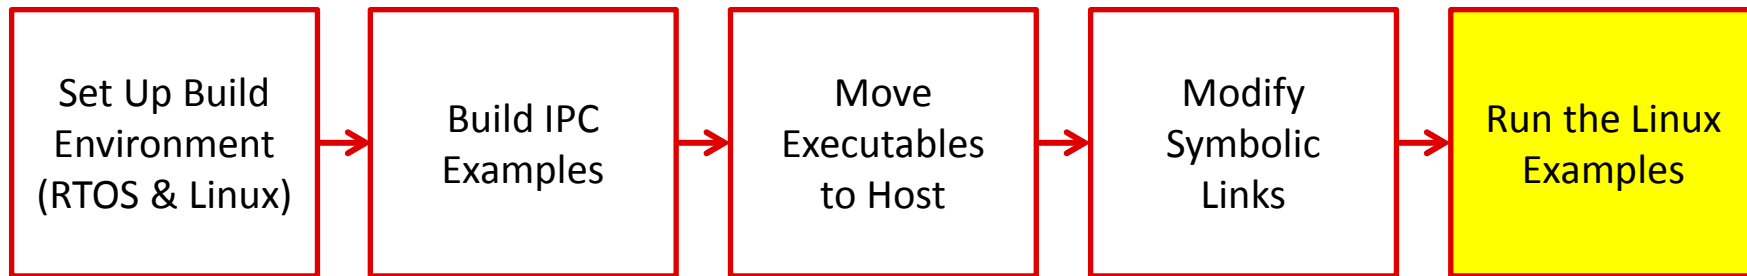 Set Up Build
Environment
(RTOS & Linux)
Build IPC
Examples
Move
Executables
to Host
Modify
Symbolic
Links
Run the Linux
Examples